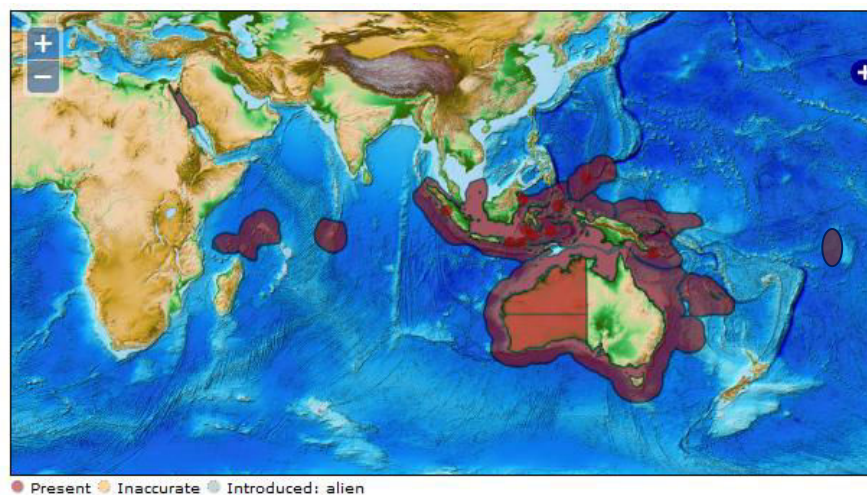 +
−
+
Present Inaccurate Introduced: alien